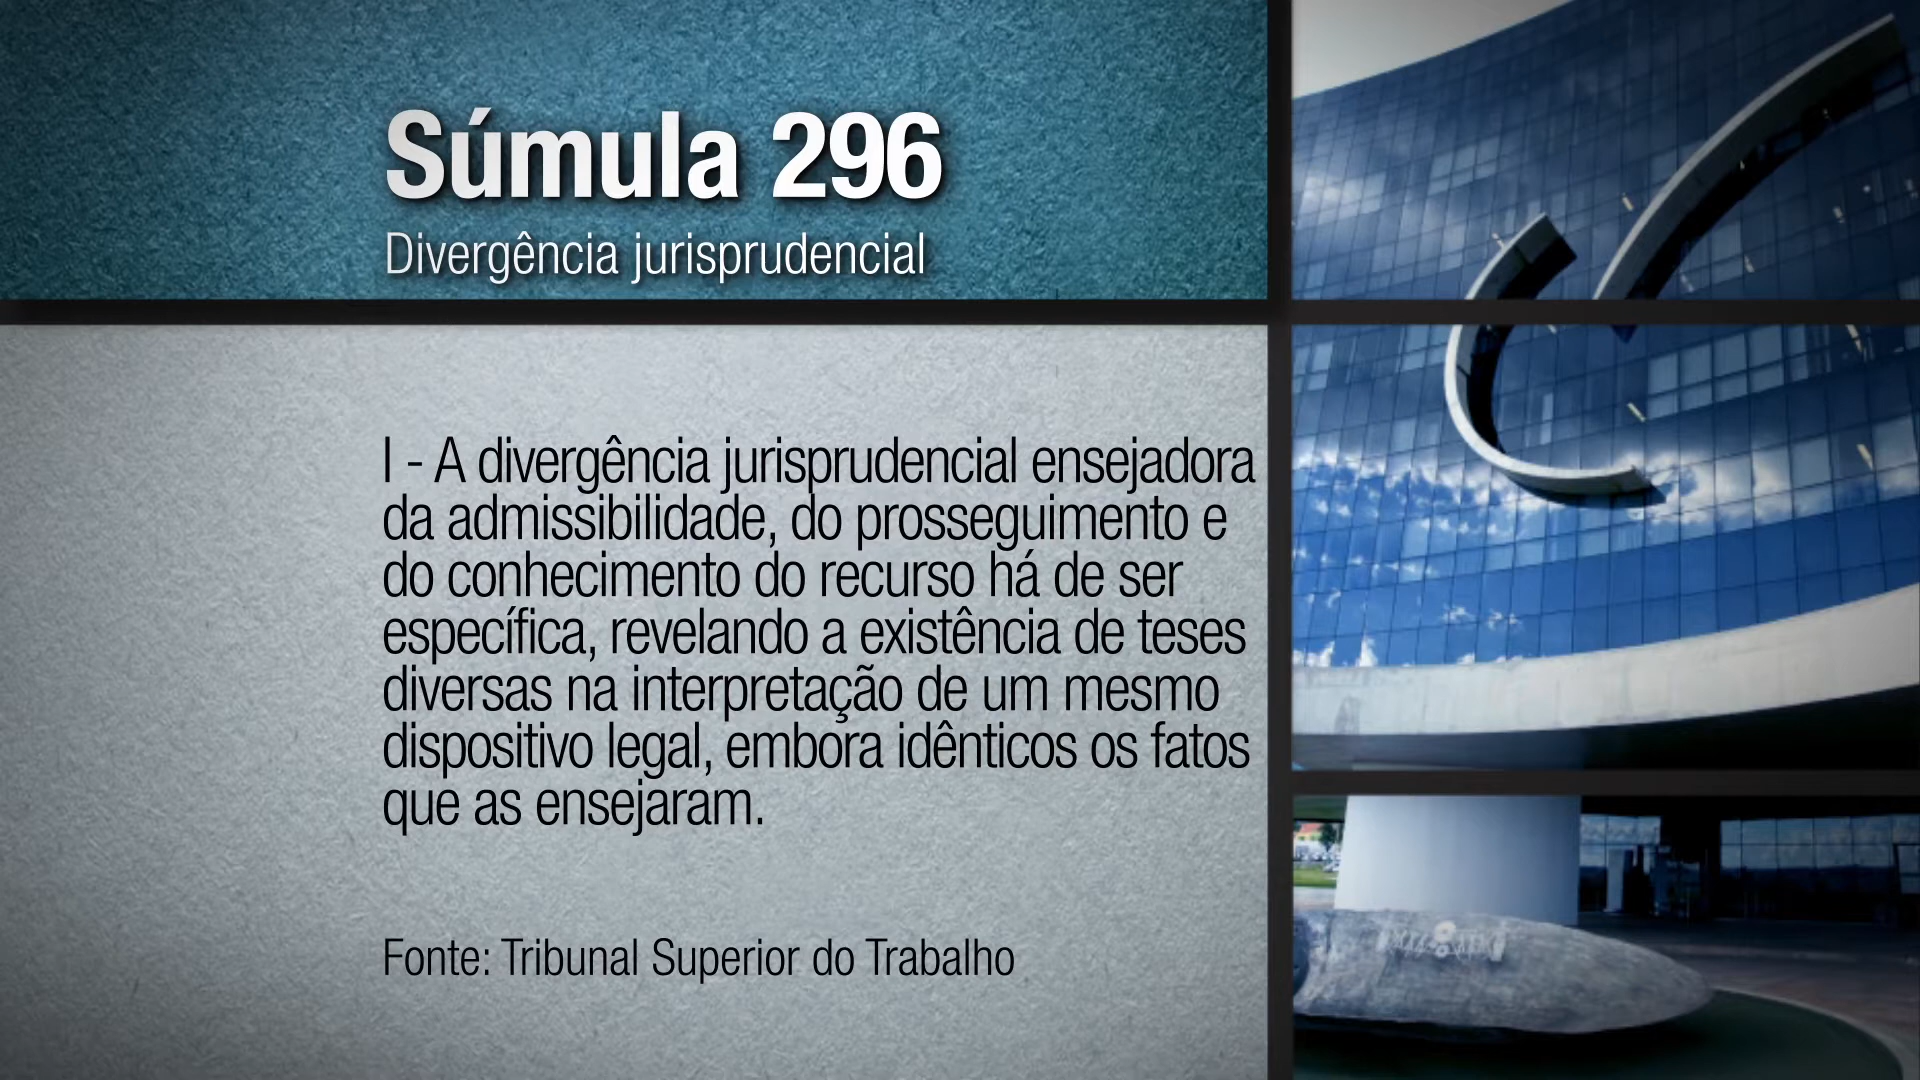 Súmula 296
Divergência jurisprudencial
I - A divergência jurisprudencial ensejadora
da admissibilidade, do prosseguimento e
do conhecimento do recurso há de ser
específica, revelando a existência de teses
diversas na interpretação de um mesmo
dispositivo legal, embora idênticos os fatos
que as ensejaram.
Fonte: Tribunal Superior do Trabalho